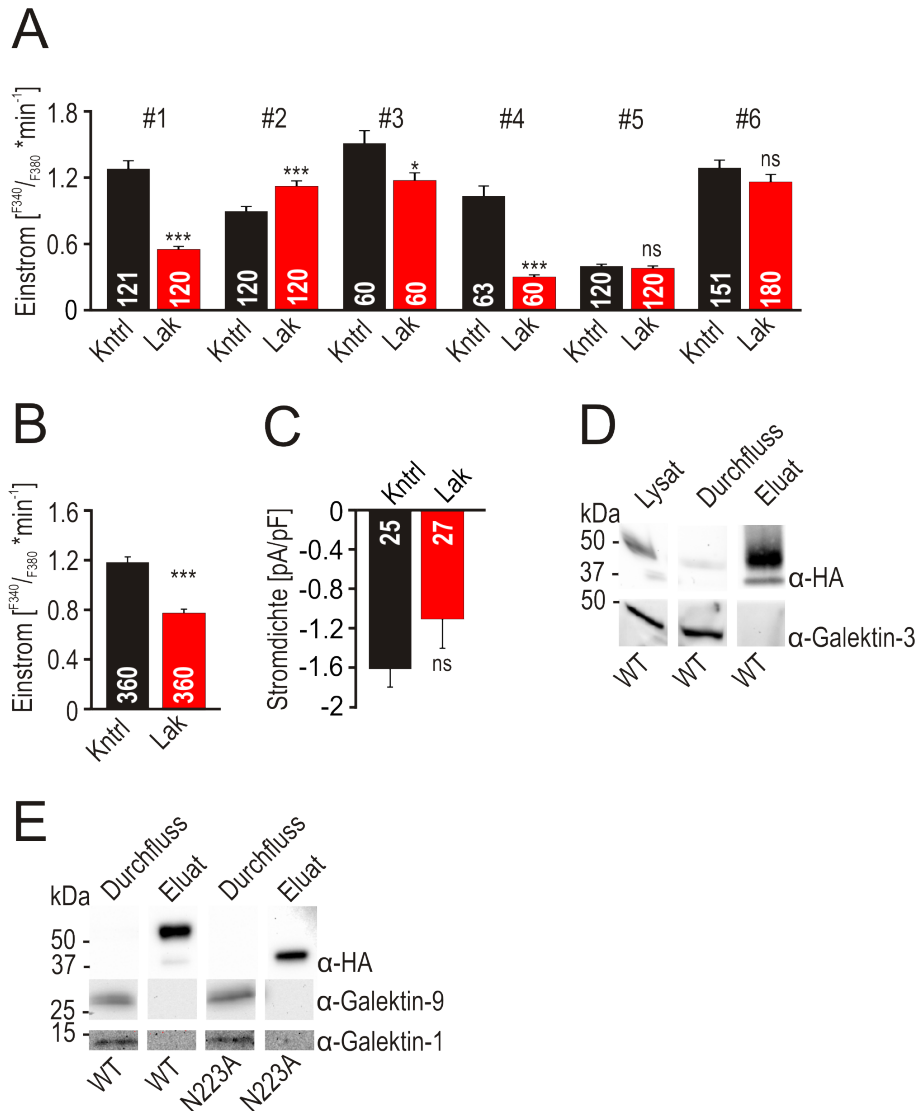 A
Einstrom [F340/F380 *min-1]
1.8
1.2
0.6
0
#1 #2 #3 #4 #5 #6
*** *** * *** ns ns
121 120 120 120 60 60 63 60 120 120 151 180
Kntrl Lak Kntrl Lak Kntrl Lak Kntrl Lak Kntrl Lak Kntrl Lak
B
Einstrom [F340/F380 *min-1]
1.6
1.2
0.8
0.4
0
***
360 360
Kntrl Lak
C
Kntrl Lak
Stromdichte [pA/pF]
0
-0.4
-0.8
-1.2
-1.6
-2
25 27
ns
D
Lysat Durchfluss Eluat
kDa
50 -
37 -
α-HA
50 -
α-Galektin-3
WT WT WT
E
Durchfluss Eluat Durchfluss Eluat
kDa
50 -
37 -
α-HA
α-Galektin-9
25 -
15 -
α-Galektin-1
WT WT N223A N223A